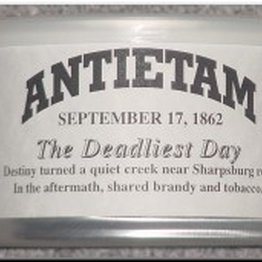 ANTIETAM
SEPTEMBER 17, 1862
The Deadliest Day
Destiny turned a quiet creek near Sharpsburg
In the aftermath, shared brandy and tobacco.